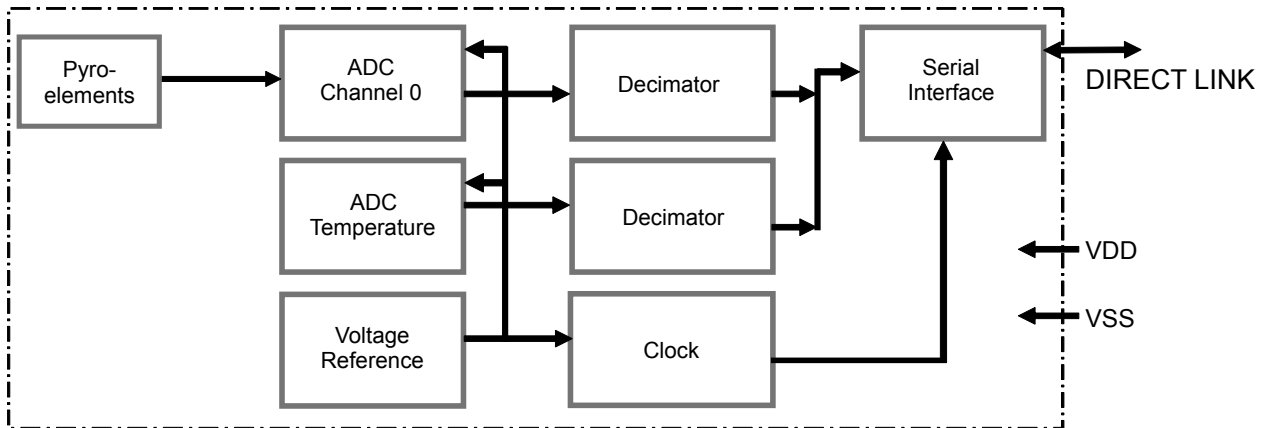 Pyro-
elements
ADC
Channel 0
Decimator
Serial
Interface
DIRECT LINK
ADC
Temperature
Decimator
VDD
VSS
Voltage
Reference
Clock